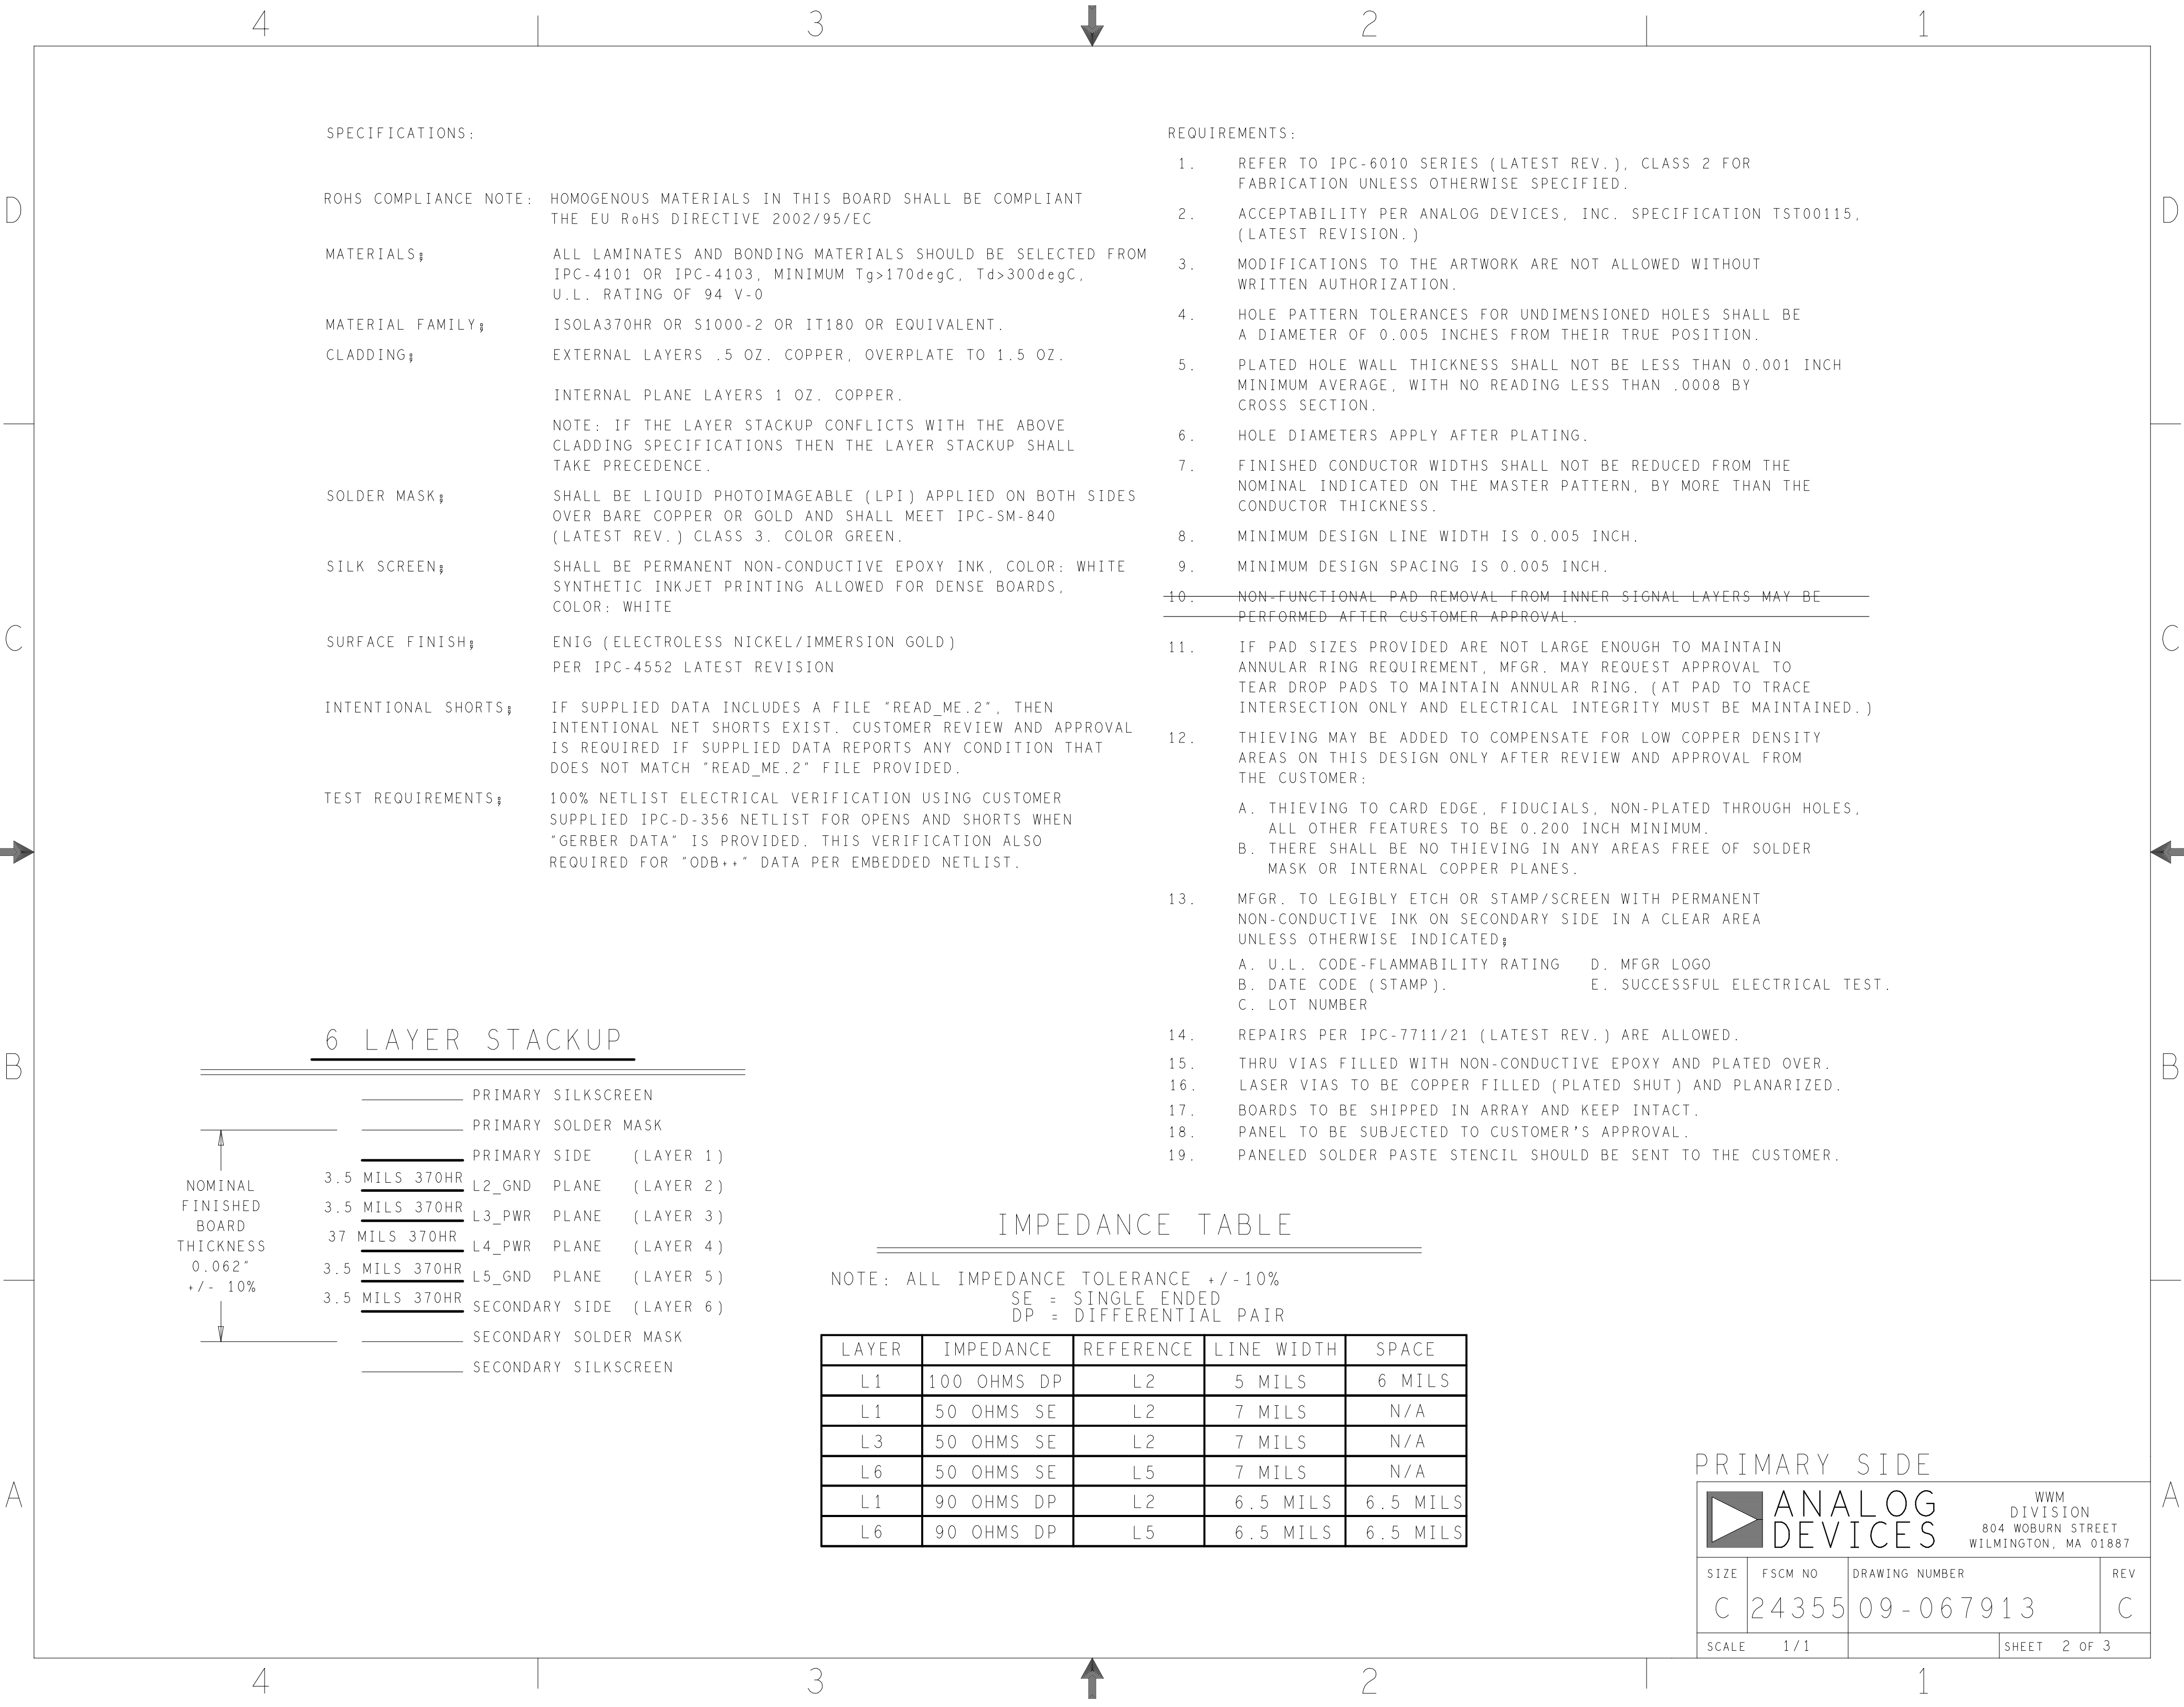 4 3 2 1
D
C
B
A
D
C
B
A
SPECIFICATIONS:
ROHS COMPLIANCE NOTE: HOMOGENOUS MATERIALS IN THIS BOARD SHALL BE COMPLIANT
THE EU RoHS DIRECTIVE 2002/95/EC
MATERIALS: ALL LAMINATES AND BONDING MATERIALS SHOULD BE SELECTED FROM
IPC-4101 OR IPC-4103, MINIMUM Tg>170degC, Td>300degC,
U.L. RATING OF 94 V-0
MATERIAL FAMILY: ISOLA370HR OR S1000-2 OR IT180 OR EQUIVALENT.
CLADDING: EXTERNAL LAYERS .5 OZ. COPPER, OVERPLATE TO 1.5 OZ.
INTERNAL PLANE LAYERS 1 OZ. COPPER.
NOTE: IF THE LAYER STACKUP CONFLICTS WITH THE ABOVE
CLADDING SPECIFICATIONS THEN THE LAYER STACKUP SHALL
TAKE PRECEDENCE.
SOLDER MASK: SHALL BE LIQUID PHOTOIMAGEABLE (LPI) APPLIED ON BOTH SIDES
OVER BARE COPPER OR GOLD AND SHALL MEET IPC-SM-840
(LATEST REV.) CLASS 3. COLOR GREEN.
SILK SCREEN: SHALL BE PERMANENT NON-CONDUCTIVE EPOXY INK, COLOR: WHITE
SYNTHETIC INKJET PRINTING ALLOWED FOR DENSE BOARDS,
COLOR: WHITE
SURFACE FINISH: ENIG (ELECTROLESS NICKEL/IMMERSION GOLD)
PER IPC-4552 LATEST REVISION
INTENTIONAL SHORTS: IF SUPPLIED DATA INCLUDES A FILE "READ_ME.2", THEN
INTENTIONAL NET SHORTS EXIST. CUSTOMER REVIEW AND APPROVAL
IS REQUIRED IF SUPPLIED DATA REPORTS ANY CONDITION THAT
DOES NOT MATCH "READ_ME.2" FILE PROVIDED.
TEST REQUIREMENTS: 100% NETLIST ELECTRICAL VERIFICATION USING CUSTOMER
SUPPLIED IPC-D-356 NETLIST FOR OPENS AND SHORTS WHEN
"GERBER DATA" IS PROVIDED. THIS VERIFICATION ALSO
REQUIRED FOR "ODB++" DATA PER EMBEDDED NETLIST.
REQUIREMENTS:
1. REFER TO IPC-6010 SERIES (LATEST REV.), CLASS 2 FOR
FABRICATION UNLESS OTHERWISE SPECIFIED.
2. ACCEPTABILITY PER ANALOG DEVICES, INC. SPECIFICATION TST00115,
(LATEST REVISION.)
3. MODIFICATIONS TO THE ARTWORK ARE NOT ALLOWED WITHOUT
WRITTEN AUTHORIZATION.
4. HOLE PATTERN TOLERANCES FOR UNDIMENSIONED HOLES SHALL BE
A DIAMETER OF 0.005 INCHES FROM THEIR TRUE POSITION.
5. PLATED HOLE WALL THICKNESS SHALL NOT BE LESS THAN 0.001 INCH
MINIMUM AVERAGE, WITH NO READING LESS THAN .0008 BY
CROSS SECTION.
6. HOLE DIAMETERS APPLY AFTER PLATING.
7. FINISHED CONDUCTOR WIDTHS SHALL NOT BE REDUCED FROM THE
NOMINAL INDICATED ON THE MASTER PATTERN, BY MORE THAN THE
CONDUCTOR THICKNESS.
8. MINIMUM DESIGN LINE WIDTH IS 0.005 INCH.
9. MINIMUM DESIGN SPACING IS 0.005 INCH.
10. NON-FUNCTIONAL PAD REMOVAL FROM INNER SIGNAL LAYERS MAY BE
PERFORMED AFTER CUSTOMER APPROVAL.
11. IF PAD SIZES PROVIDED ARE NOT LARGE ENOUGH TO MAINTAIN
ANNULAR RING REQUIREMENT, MFGR. MAY REQUEST APPROVAL TO
TEAR DROP PADS TO MAINTAIN ANNULAR RING. (AT PAD TO TRACE
INTERSECTION ONLY AND ELECTRICAL INTEGRITY MUST BE MAINTAINED.)
12. THIEVING MAY BE ADDED TO COMPENSATE FOR LOW COPPER DENSITY
AREAS ON THIS DESIGN ONLY AFTER REVIEW AND APPROVAL FROM
THE CUSTOMER:
A. THIEVING TO CARD EDGE, FIDUCIALS, NON-PLATED THROUGH HOLES,
ALL OTHER FEATURES TO BE 0.200 INCH MINIMUM.
B. THERE SHALL BE NO THIEVING IN ANY AREAS FREE OF SOLDER
MASK OR INTERNAL COPPER PLANES.
13. MFGR. TO LEGIBLY ETCH OR STAMP/SCREEN WITH PERMANENT
NON-CONDUCTIVE INK ON SECONDARY SIDE IN A CLEAR AREA
UNLESS OTHERWISE INDICATED:
A. U.L. CODE-FLAMMABILITY RATING D. MFGR LOGO
B. DATE CODE (STAMP). E. SUCCESSFUL ELECTRICAL TEST.
C. LOT NUMBER
14. REPAIRS PER IPC-7711/21 (LATEST REV.) ARE ALLOWED.
15. THRU VIAS FILLED WITH NON-CONDUCTIVE EPOXY AND PLATED OVER.
16. LASER VIAS TO BE COPPER FILLED (PLATED SHUT) AND PLANARIZED.
17. BOARDS TO BE SHIPPED IN ARRAY AND KEEP INTACT.
18. PANEL TO BE SUBJECTED TO CUSTOMER'S APPROVAL.
19. PANELED SOLDER PASTE STENCIL SHOULD BE SENT TO THE CUSTOMER.
6 LAYER STACKUP
PRIMARY SILKSCREEN
PRIMARY SOLDER MASK
PRIMARY SIDE (LAYER 1)
3.5 MILS 370HR
L2_GND PLANE (LAYER 2)
3.5 MILS 370HR
L3_PWR PLANE (LAYER 3)
37 MILS 370HR
L4_PWR PLANE (LAYER 4)
3.5 MILS 370HR
L5_GND PLANE (LAYER 5)
3.5 MILS 370HR
SECONDARY SIDE (LAYER 6)
SECONDARY SOLDER MASK
SECONDARY SILKSCREEN
NOMINAL
FINISHED
BOARD
THICKNESS
0.062"
+/- 10%
IMPEDANCE TABLE
NOTE: ALL IMPEDANCE TOLERANCE +/-10%
SE = SINGLE ENDED
DP = DIFFERENTIAL PAIR
LAYER IMPEDANCE REFERENCE LINE WIDTH SPACE
L1 100 OHMS DP L2 5 MILS 6 MILS
L1 50 OHMS SE L2 7 MILS N/A
L3 50 OHMS SE L2 7 MILS N/A
L6 50 OHMS SE L5 7 MILS N/A
L1 90 OHMS DP L2 6.5 MILS 6.5 MILS
L6 90 OHMS DP L5 6.5 MILS 6.5 MILS
PRIMARY SIDE
ANALOG
DEVICES
WWM
DIVISION
804 WOBURN STREET
WILMINGTON, MA 01887
SIZE FSCM NO DRAWING NUMBER REV
C 24355 09-067913 C
SCALE 1/1 SHEET 2 OF 3
4 3 2 1